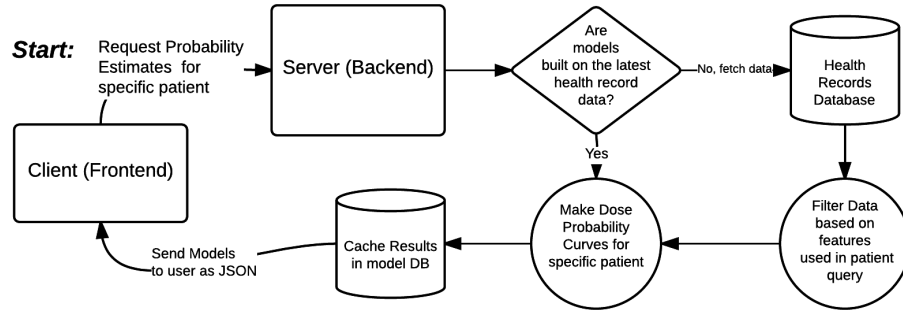 Start:
Request Probability
Estimates for
specific patient
Server (Backend)
Are
models
built on the latest
health record
data?
No, fetch data
Health
Records
Database
Client (Frontend)
Yes
Send Models
to user as JSON
Cache Results
in model DB
Make Dose
Probability
Curves for
specific patient
Filter Data
based on
features
used in patient
query